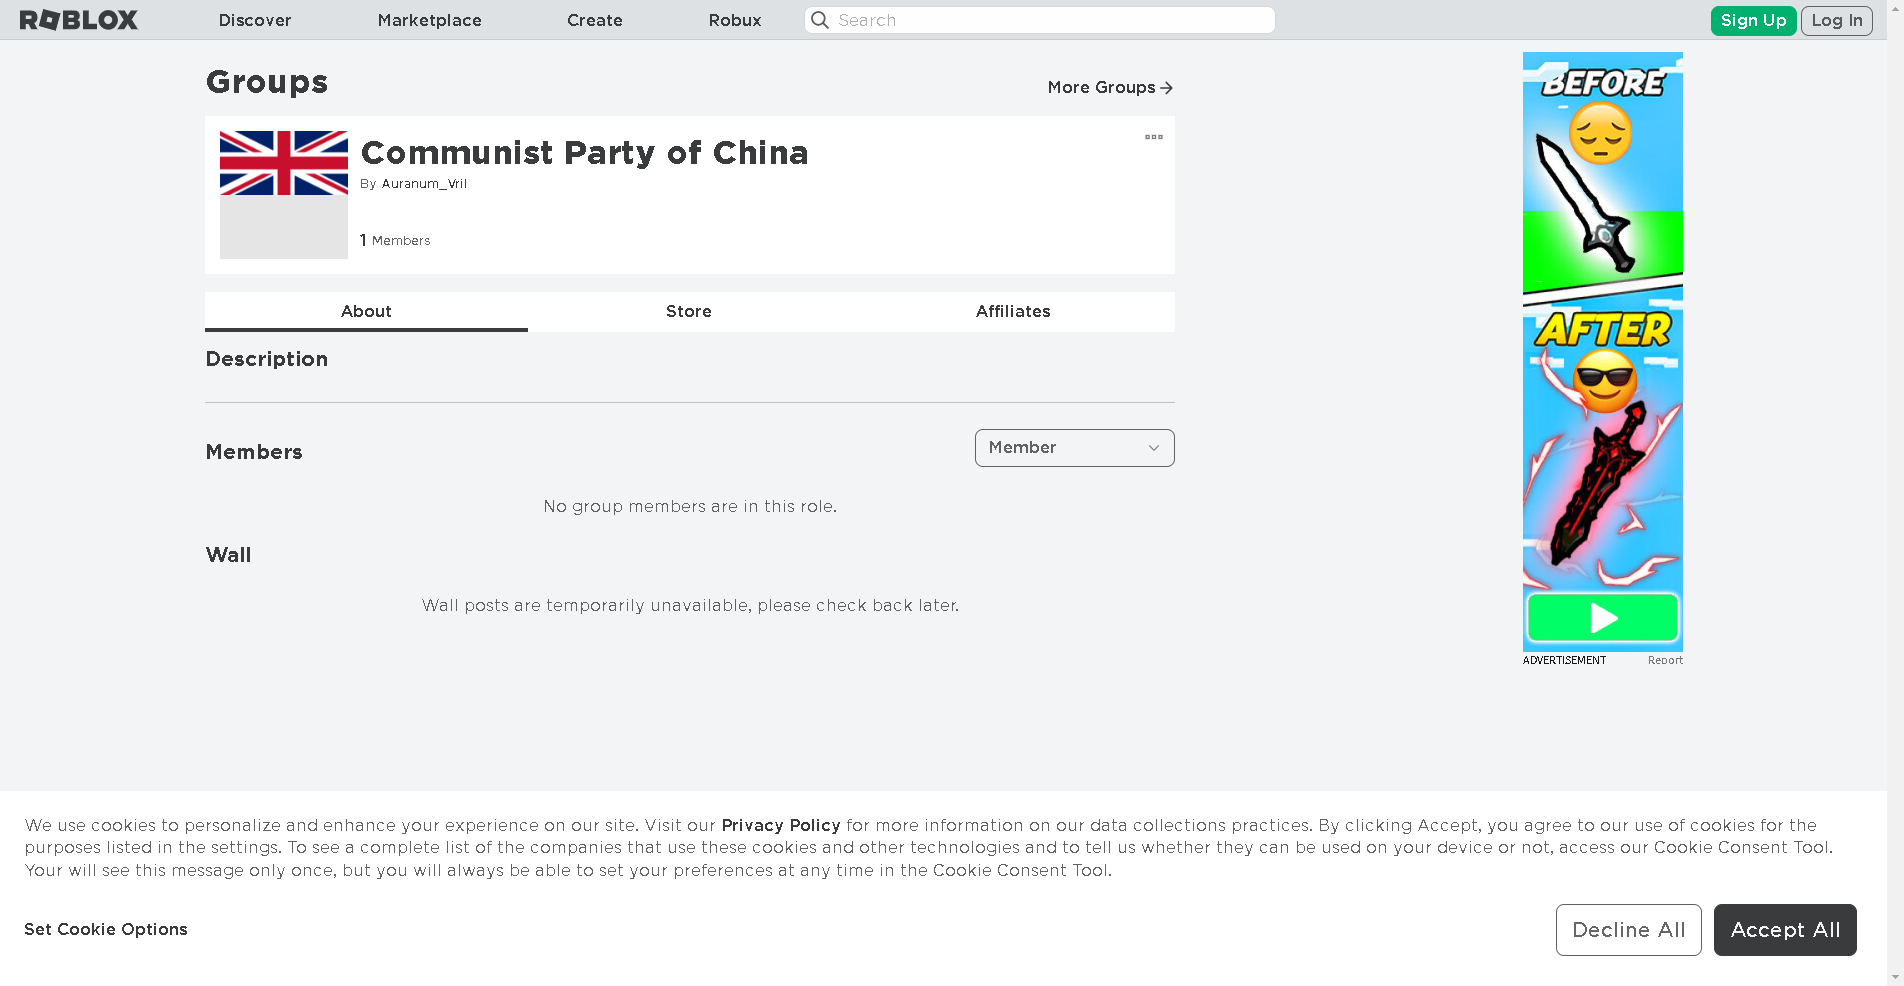 ROBLOX
Discover
Marketplace
Create
Robux
Search
Sign Up
Log In
Groups
More Groups
Communist Party of China
By Auranum_Vril
1 Members
About
Store
Affiliates
Description
Members
Member
No group members are in this role.
Wall
Wall posts are temporarily unavailable, please check back later.
BEFORE
AFTER
ADVERTISEMENT
Report
We use cookies to personalize and enhance your experience on our site. Visit our Privacy Policy for more information on our data collections practices. By clicking Accept, you agree to our use of cookies for the
purposes listed in the settings. To see a complete list of the companies that use these cookies and other technologies and to tell us whether they can be used on your device or not, access our Cookie Consent Tool.
Your will see this message only once, but you will always be able to set your preferences at any time in the Cookie Consent Tool.
Set Cookie Options
Decline All
Accept All